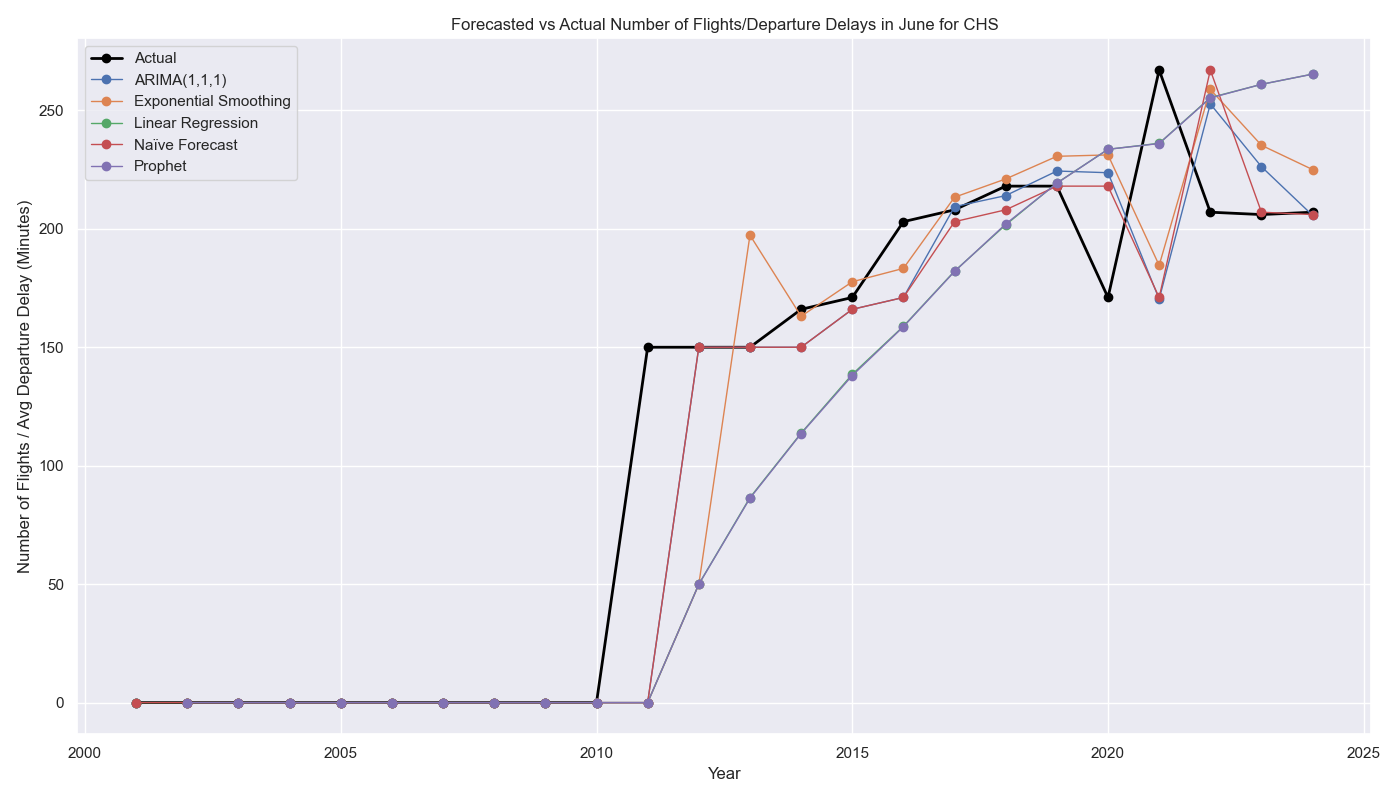 Forecasted vs Actual Number of Flights/Departure Delays in June for CHS
Actual
ARIMA(1,1,1)
Exponential Smoothing
Linear Regression
Naïve Forecast
Prophet
Number of Flights / Avg Departure Delay (Minutes)
250
200
150
100
50
0
2000
2005
2010
2015
2020
2025
Year